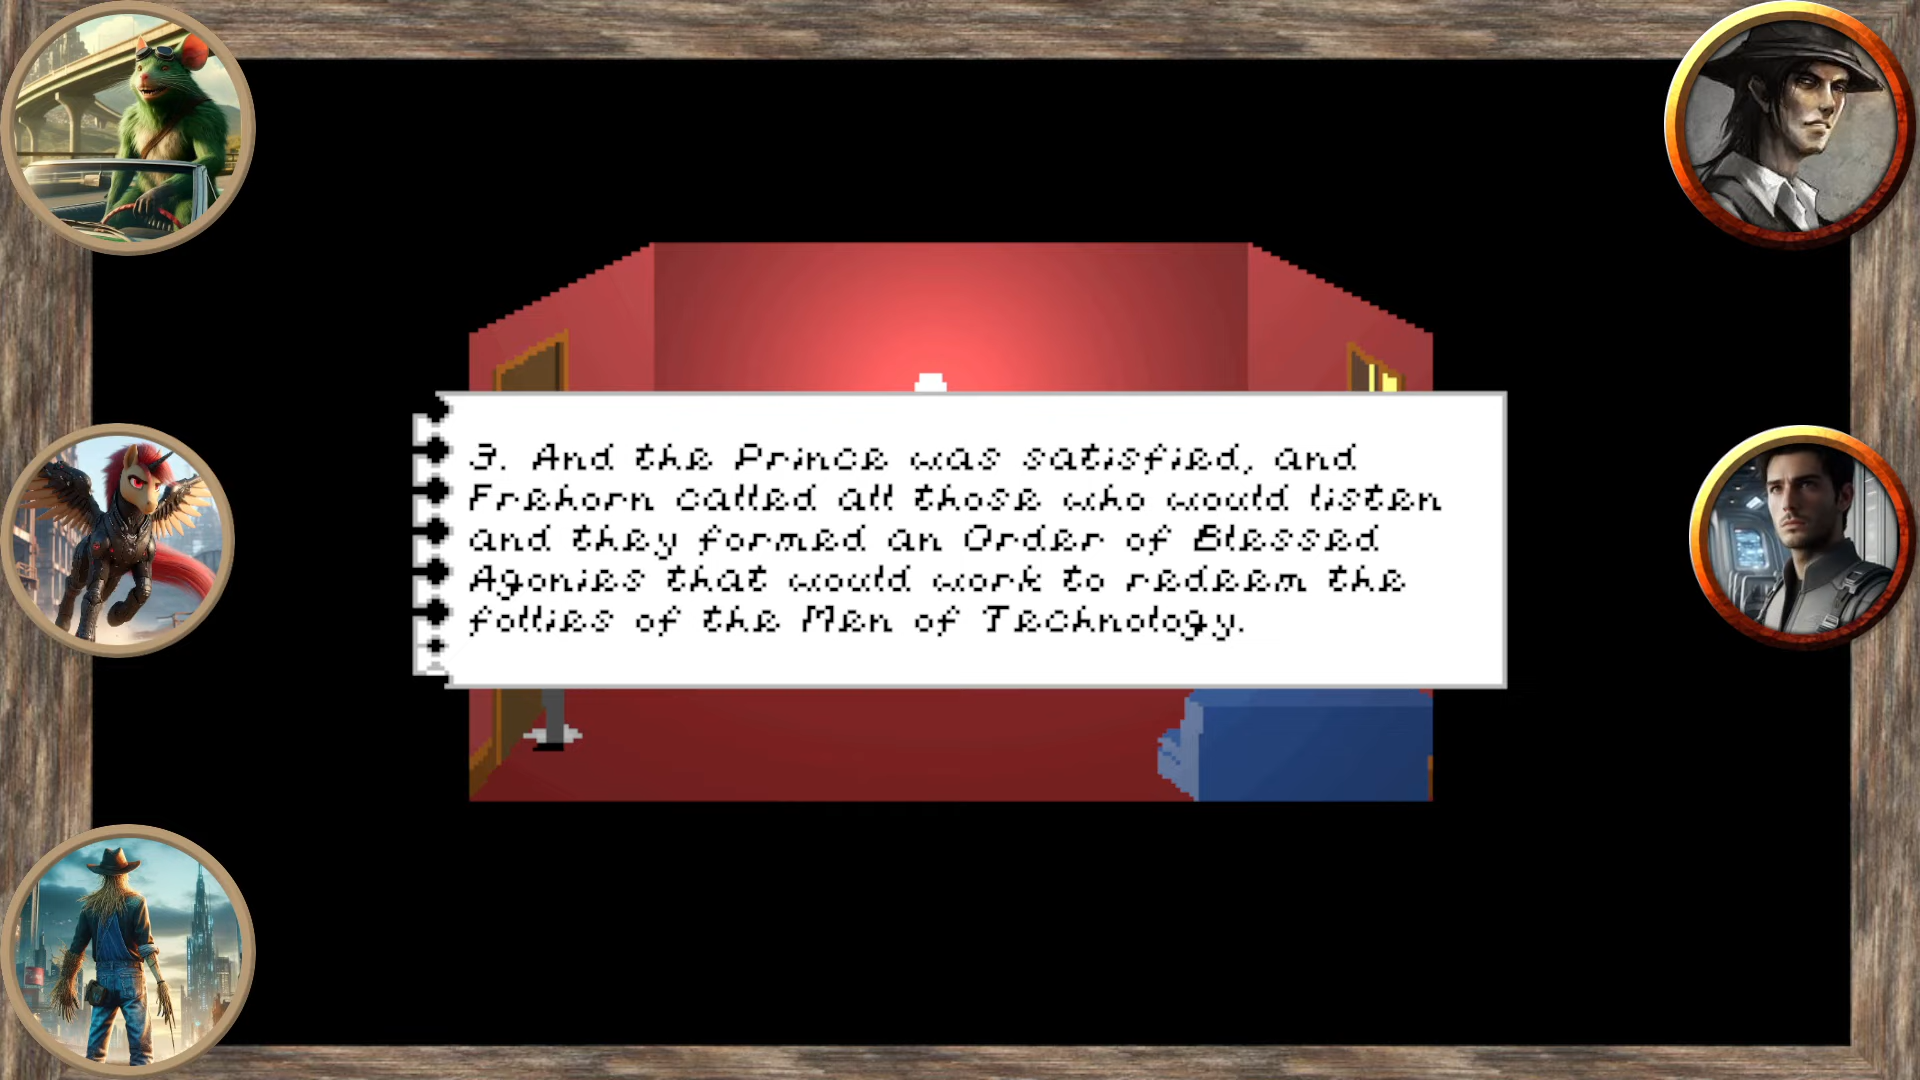 3. And the Prince was satisfied, and
Frehorn called all those who would listen
and they formed an Order of Blessed
Agonies that would work to redeem the
follies of the Men of Technology.